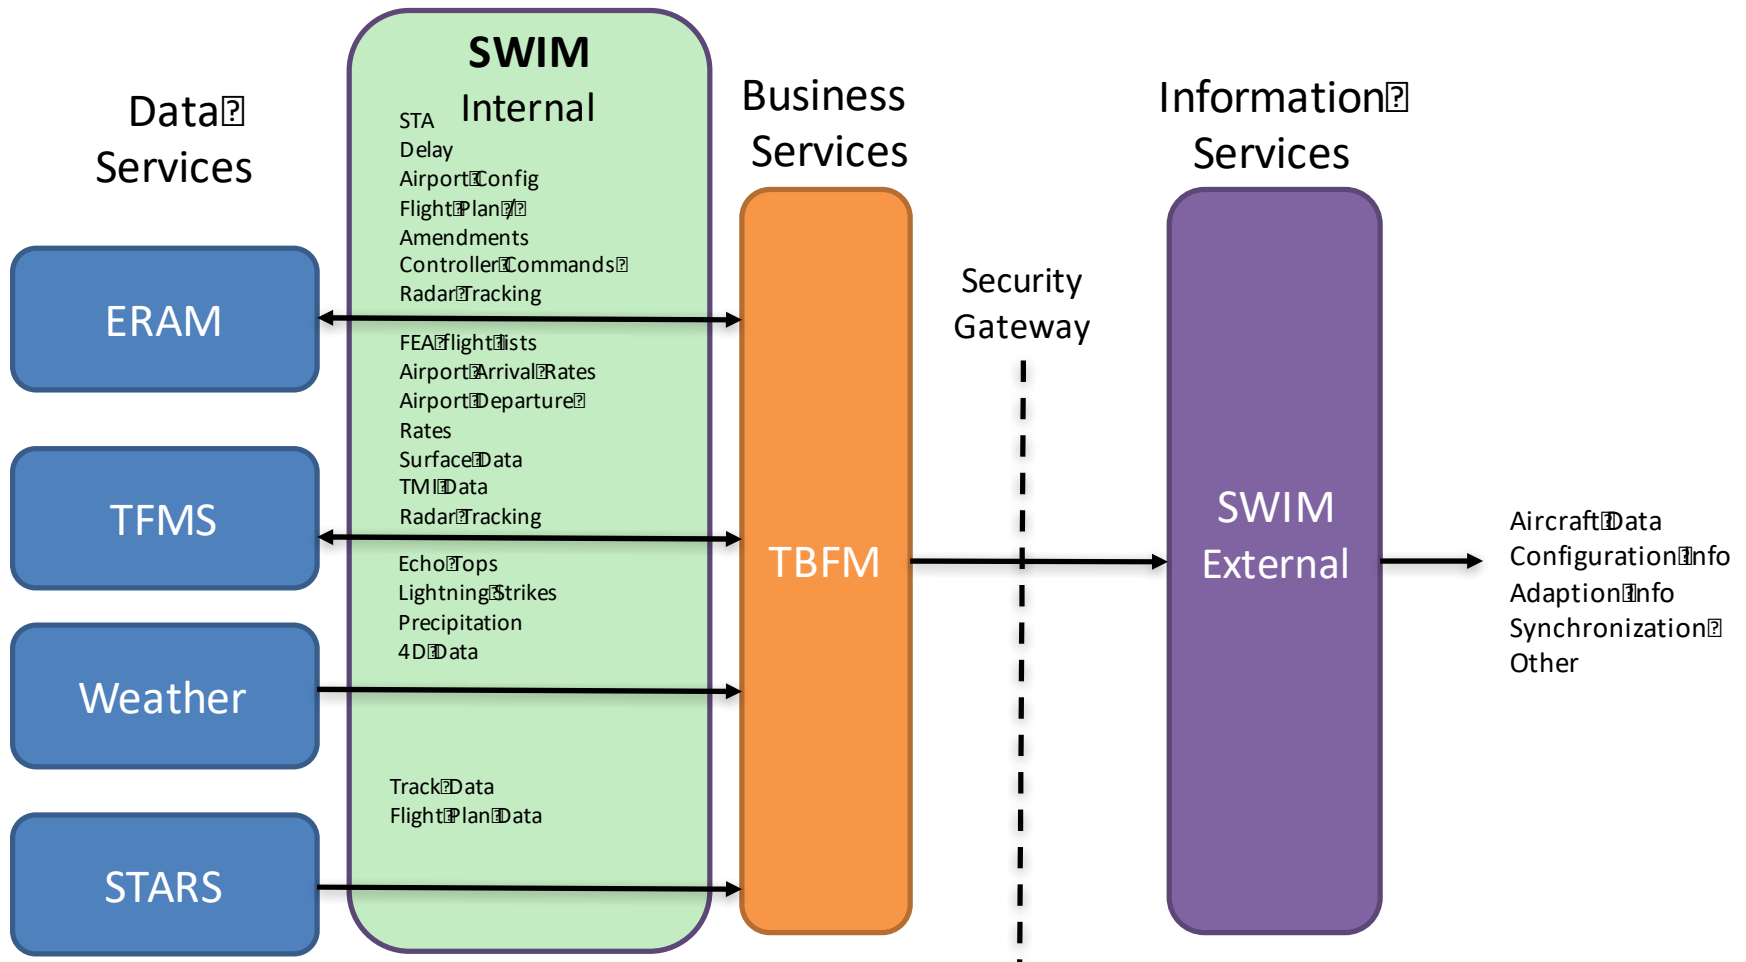 Data
Services
ERAM
TFMS
Weather
STARS
SWIM
Internal
STA
Delay
Airport Config
Flight Plan /
Amendments
Controller Commands
Radar Tracking
FEA flight lists
Airport Arrival Rates
Airport Departure
Rates
Surface Data
TMI Data
Radar Tracking
Echo Tops
Lightning Strikes
Precipitation
4D Data
Track Data
Flight Plan Data
Business
Services
TBFM
Security
Gateway
Information
Services
SWIM
External
Aircraft Data
Configuration Info
Adaption Info
Synchronization
Other